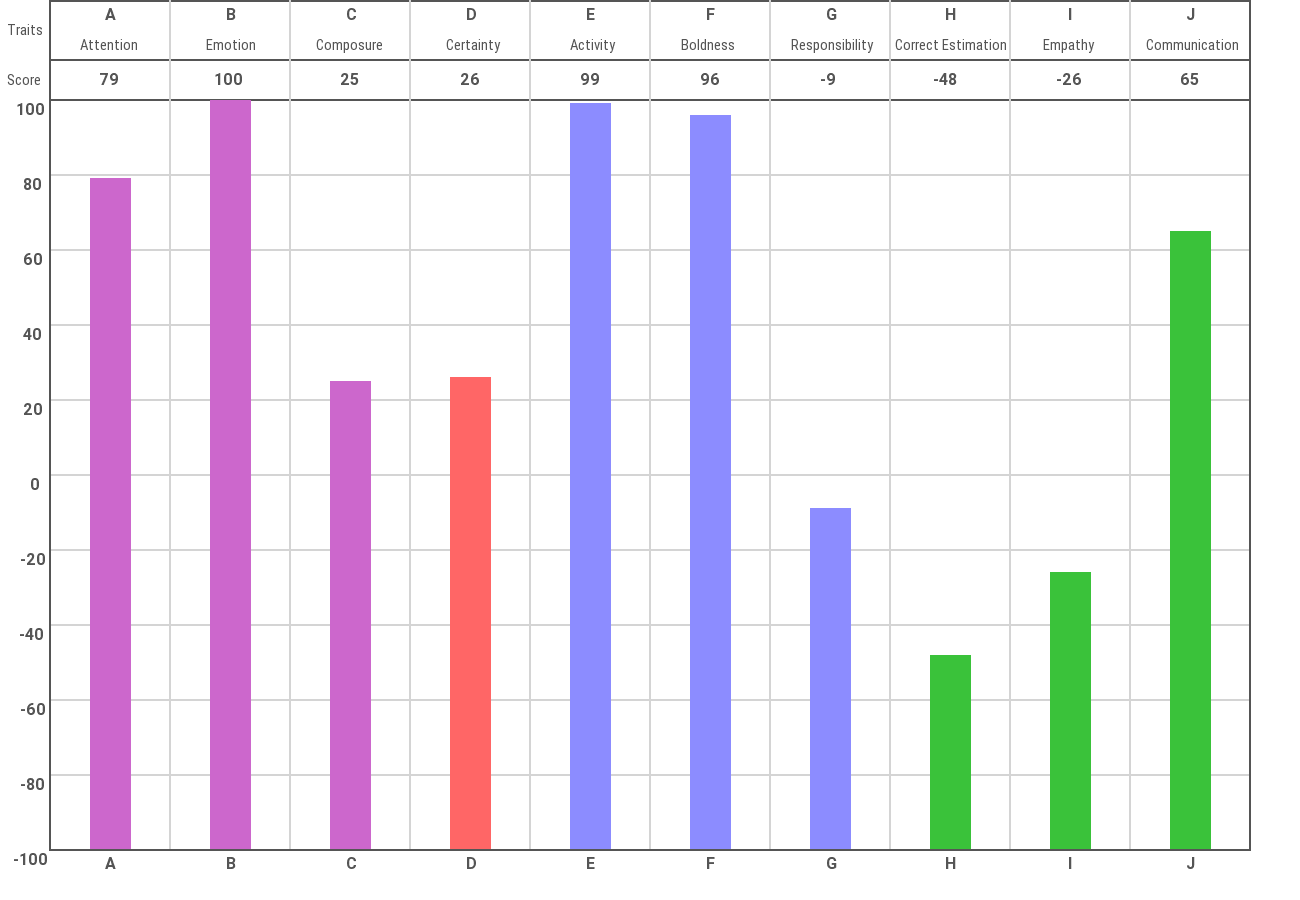 Traits
A B C D E F G H I J
Attention Emotion Composure Certainty Activity Boldness Responsibility Correct Estimation Empathy Communication
Score 79 100 25 26 99 96 -9 -48 -26 65
100
80
60
40
20
0
-20
-40
-60
-80
-100
A B C D E F G H I J